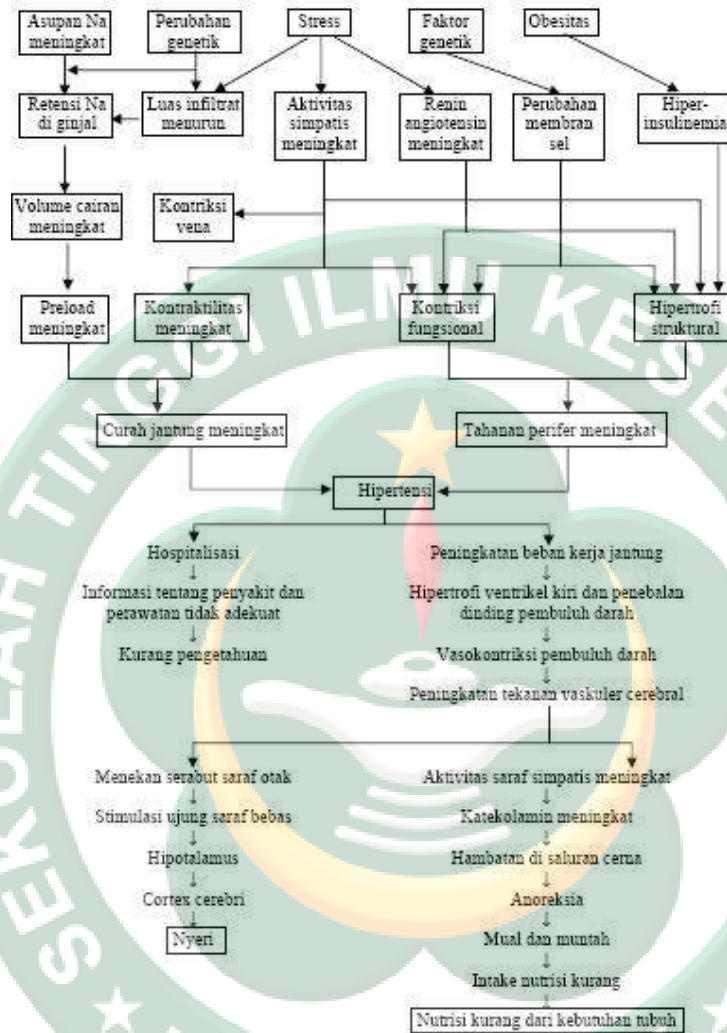 Asupan Na
meningkat
Perubahan
genetik
Stress
Faktor
genetik
Obesitas
Retensi Na
di ginjal
Luas infiltrat
menurun
Aktivitas
simpatis
meningkat
Renin
angiotensin
meningkat
Perubahan
membran
sel
Hiper-
insulinemia
Volume cairan
meningkat
Kontriksi
vena
Preload
meningkat
Kontraktilitas
meningkat
Kontriksi
fungsional
Hipertrofi
struktural
Curah jantung meningkat
Tahanan perifer meningkat
Hipertensi
Hospitalisasi
Informasi tentang penyakit dan
perawatan tidak adekuat
Kurang pengetahuan
Peningkatan beban kerja jantung
Hipertrofi ventrikel kiri dan penebalan
dinding pembuluh darah
Vasokontriksi pembuluh darah
Peningkatan tekanan vaskuler cerebral
Menekan serabut saraf otak
Stimulasi ujung saraf bebas
Hipotalamus
Cortex cerebri
Nyeri
Aktivitas saraf simpatis meningkat
Katekolamin meningkat
Hambatan di saluran cerna
Anoreksia
Mual dan muntah
Intake nutrisi kurang
Nutrisi kurang dari kebutuhan tubuh
SEKOLAH TINGGI ILMU KESE